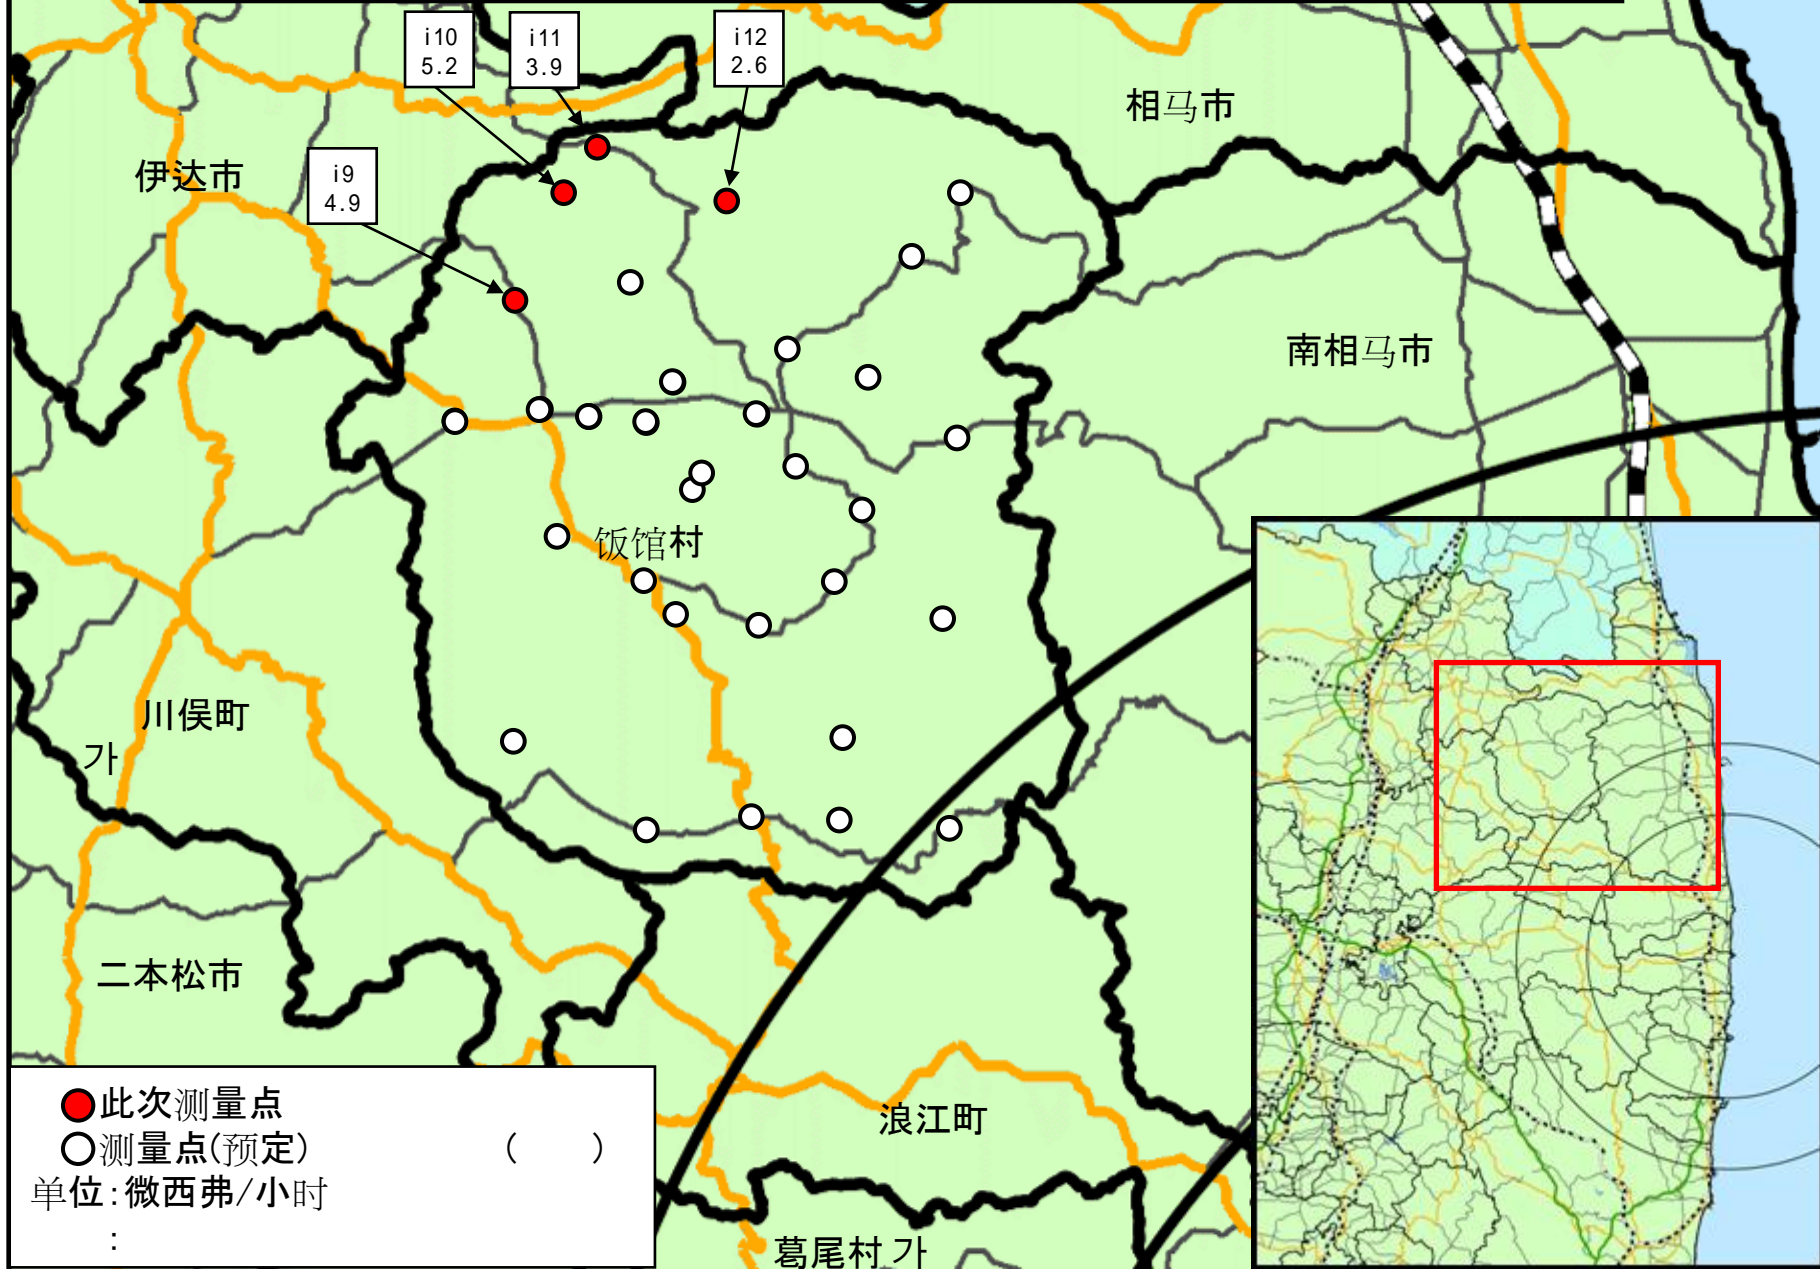 i10
5.2
i11
3.9
i12
2.6
相马市
伊达市
i9
4.9
南相马市
饭馆村
川俣町
가
二本松市
浪江町
葛尾村 가
此次测量点
测量点(预定) ( )
单位:微西弗/小时
: